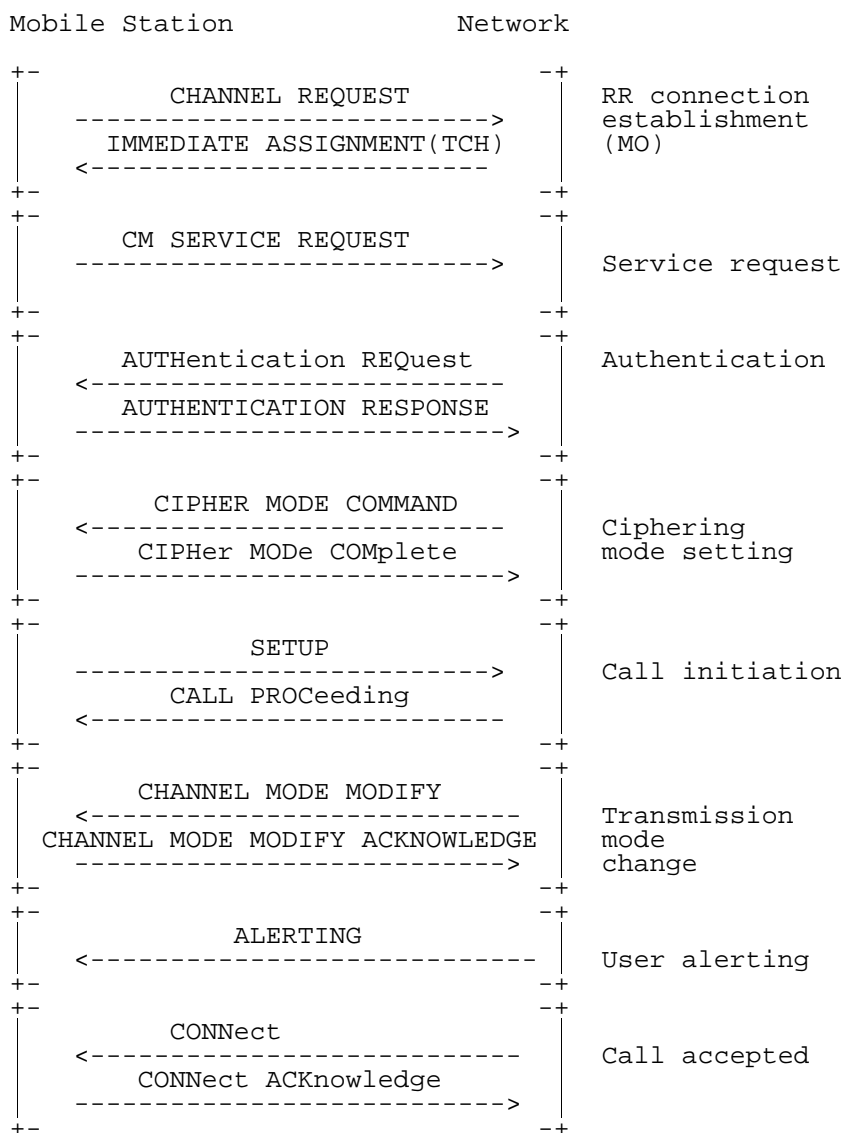 Mobile Station Network
CHANNEL REQUEST RR connection
establishment
IMMEDIATE ASSIGNMENT(TCH) (MO)
CM SERVICE REQUEST
Service request
AUTHentication REQuest Authentication
AUTHENTICATION RESPONSE
CIPHER MODE COMMAND
Ciphering
CIPHer MODe COMplete mode setting
SETUP
Call initiation
CALL PROCeeding
CHANNEL MODE MODIFY
Transmission
CHANNEL MODE MODIFY ACKNOWLEDGE mode
change
ALERTING
User alerting
CONNect
Call accepted
CONNect ACKnowledge